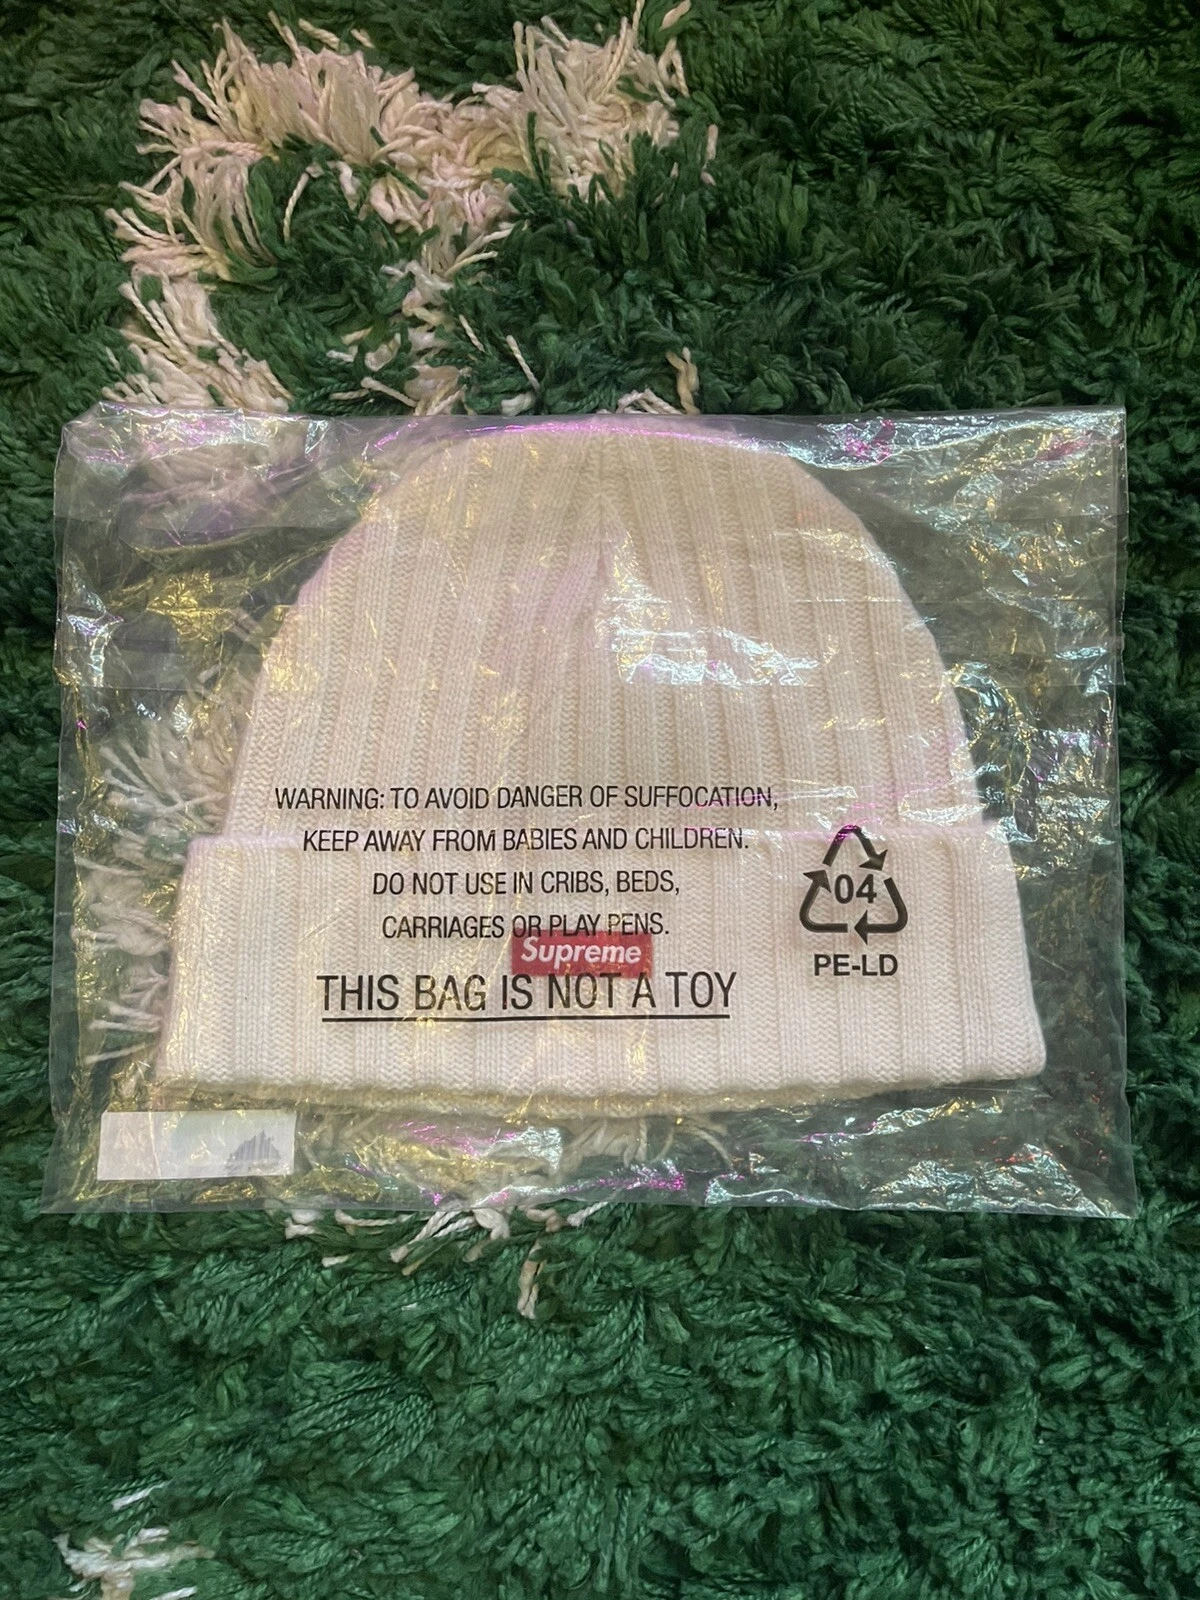 WARNING: TO AVOID DANGER OF SUFFOCATION,
KEEP AWAY FROM BABIES AND CHILDREN.
DO NOT USE IN CRIBS, BEDS,
CARRIAGES OR PLAY PENS.
Supreme
THIS BAG IS NOT A TOY
04
PE-LD